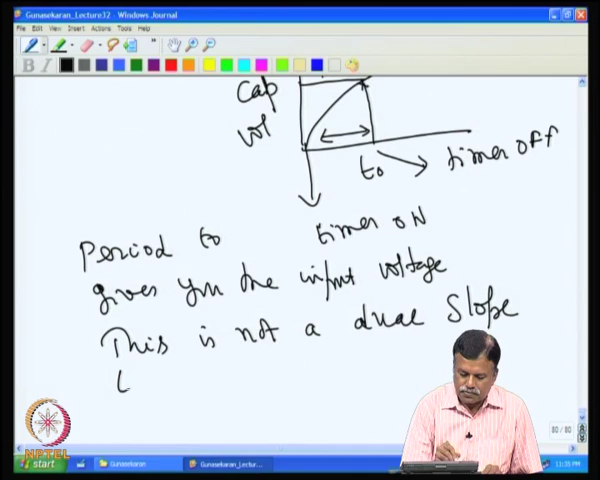 Gunasekaran_Lecture32 - Windows Journal
File Edit View Insert Actions Tools Help
B I
Cap
vol
to
timer off
Period to
timer ON
gives you the input voltage
This is not a dual slope
80 / 80
NPTEL
start
Gunasekaran
Gunasekaran_Lectur...
11:35 PM